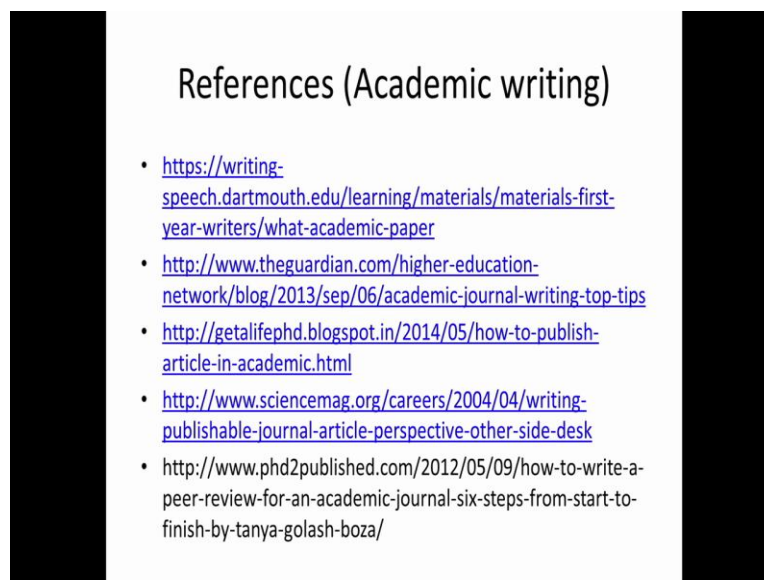 References (Academic writing)
• https://writing-
speech.dartmouth.edu/learning/materials/materials-first-
year-writers/what-academic-paper
• http://www.theguardian.com/higher-education-
network/blog/2013/sep/06/academic-journal-writing-top-tips
• http://getalifephd.blogspot.in/2014/05/how-to-publish-
article-in-academic.html
• http://www.sciencemag.org/careers/2004/04/writing-
publishable-journal-article-perspective-other-side-desk
• http://www.phd2published.com/2012/05/09/how-to-write-a-
peer-review-for-an-academic-journal-six-steps-from-start-to-
finish-by-tanya-golash-boza/